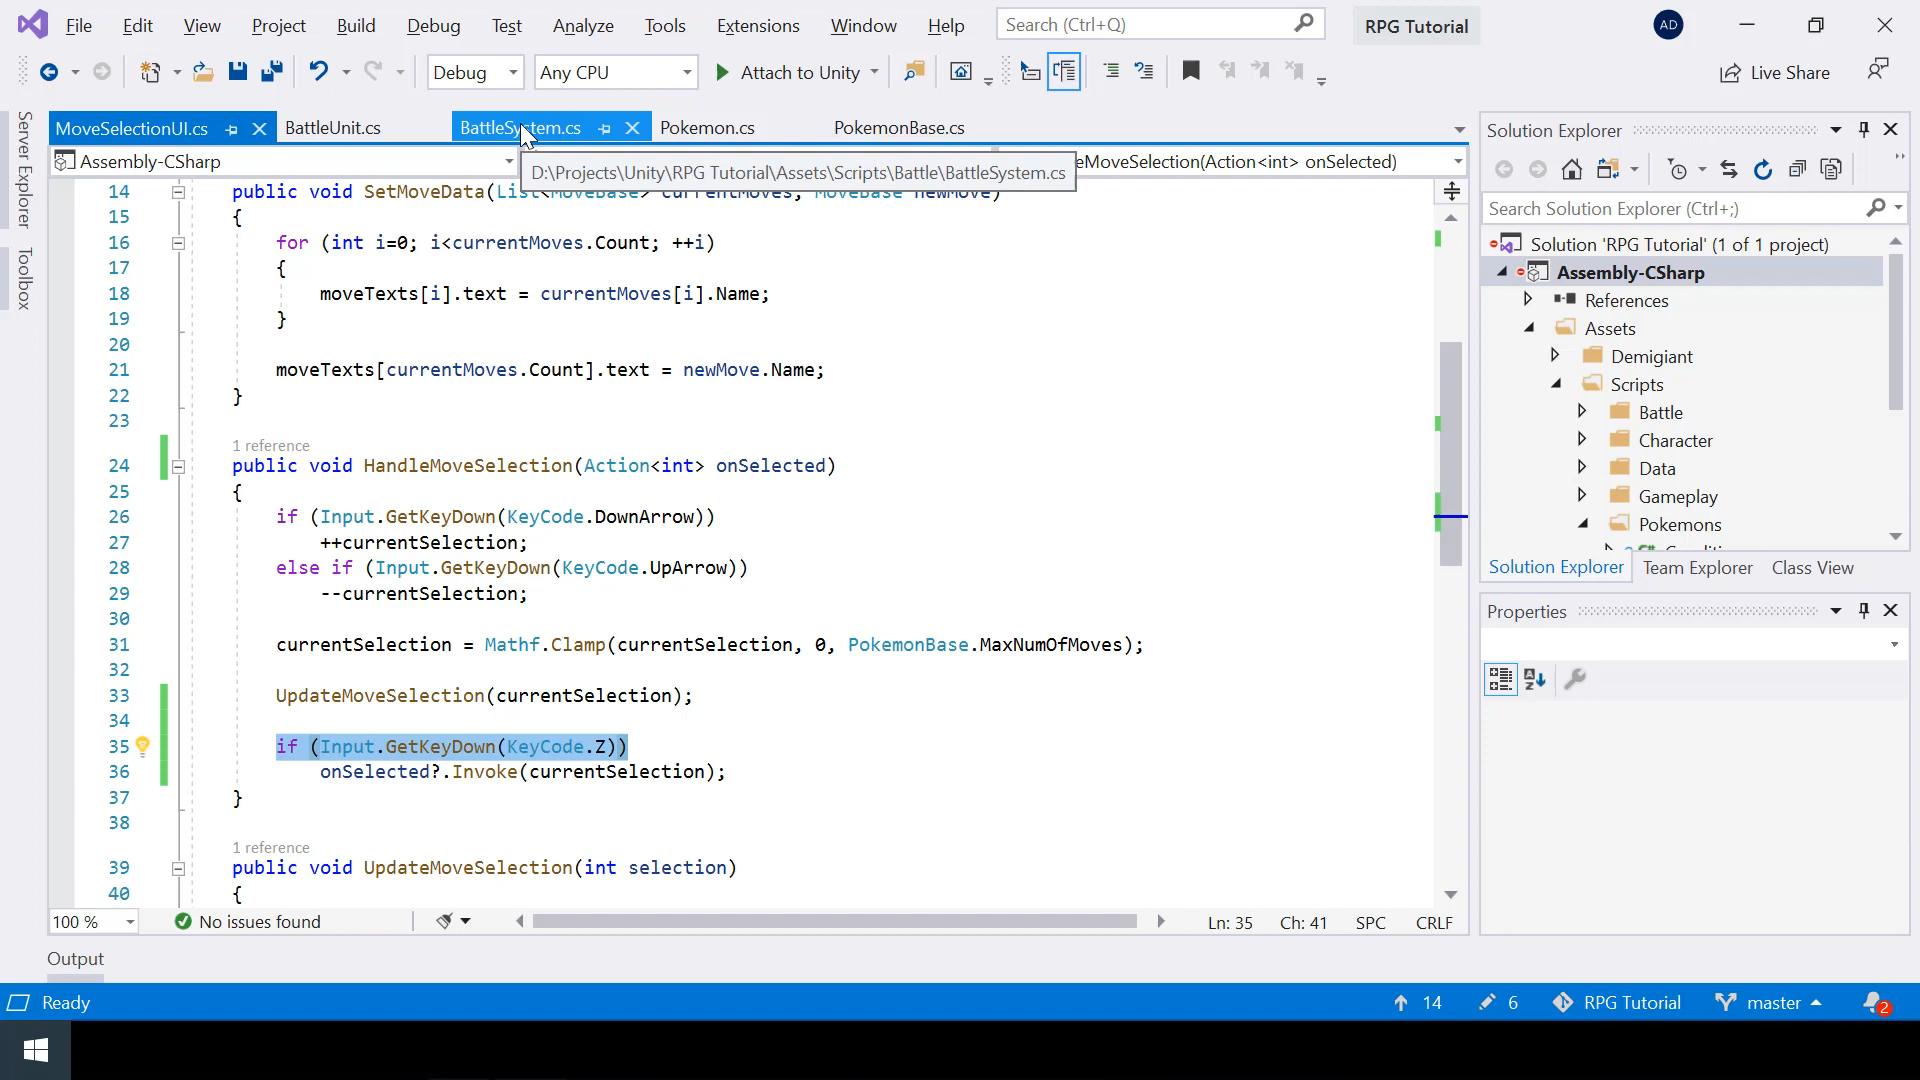 File Edit View Project Build Debug Test Analyze Tools Extensions Window Help Search (Ctrl+Q) RPG Tutorial AD
Debug Any CPU Attach to Unity Live Share
Server Explorer
Toolbox
MoveSelectionUI.cs BattleUnit.cs BattleSystem.cs Pokemon.cs PokemonBase.cs
Assembly-CSharp eMoveSelection(Action<int> onSelected)
D:\Projects\Unity\RPG Tutorial\Assets\Scripts\Battle\BattleSystem.cs
14 public void SetMoveData(List<MoveBase> currentMoves, MoveBase newMove)
15 {
16 for (int i=0; i<currentMoves.Count; ++i)
17 {
18 moveTexts[i].text = currentMoves[i].Name;
19 }
20
21 moveTexts[currentMoves.Count].text = newMove.Name;
22 }
23
1 reference
24 public void HandleMoveSelection(Action<int> onSelected)
25 {
26 if (Input.GetKeyDown(KeyCode.DownArrow))
27 ++currentSelection;
28 else if (Input.GetKeyDown(KeyCode.UpArrow))
29 --currentSelection;
30
31 currentSelection = Mathf.Clamp(currentSelection, 0, PokemonBase.MaxNumOfMoves);
32
33 UpdateMoveSelection(currentSelection);
34
35 if (Input.GetKeyDown(KeyCode.Z))
36 onSelected?.Invoke(currentSelection);
37 }
38
1 reference
39 public void UpdateMoveSelection(int selection)
40 {
100 % No issues found Ln: 35 Ch: 41 SPC CRLF
Output
Solution Explorer
Search Solution Explorer (Ctrl+;)
Solution 'RPG Tutorial' (1 of 1 project)
Assembly-CSharp
References
Assets
Demigiant
Scripts
Battle
Character
Data
Gameplay
Pokemons
Solution Explorer Team Explorer Class View
Properties
Ready 14 6 RPG Tutorial master 2